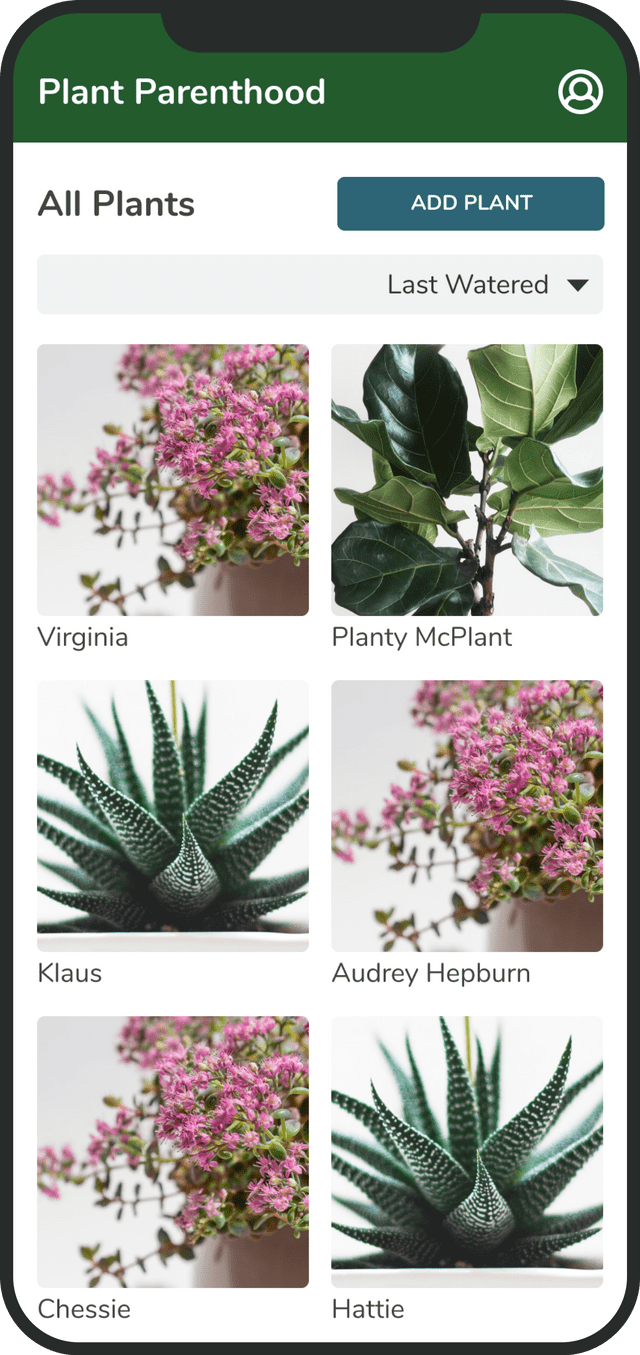 Plant Parenthood
All Plants
ADD PLANT
Last Watered
Virginia
Planty McPlant
Klaus
Audrey Hepburn
Chessie
Hattie